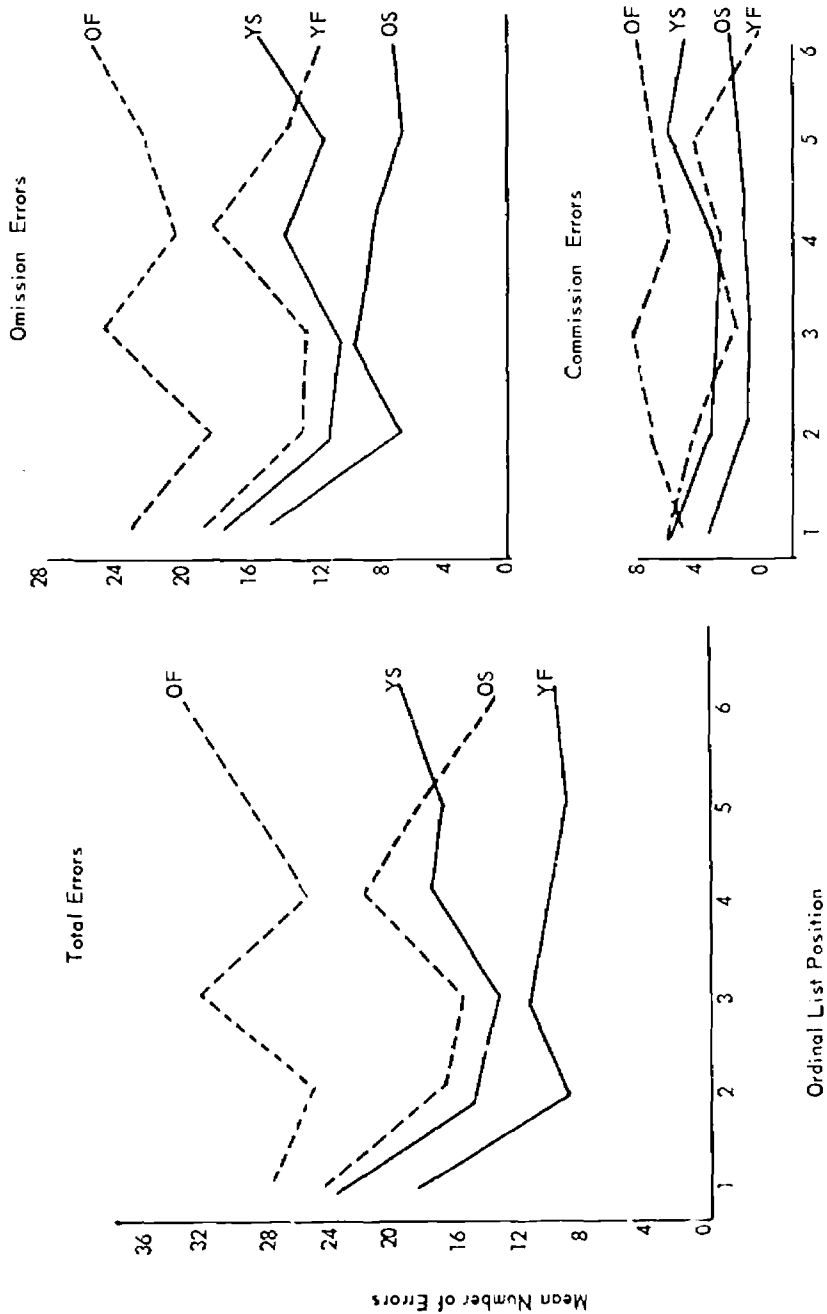 Total Errors
Mean Number of Errors
36
32
28
24
20
16
12
8
4
0
OF
YS
OS
YF
1 2 3 4 5 6
Ordinal List Position
Omission Errors
28
24
20
16
12
8
4
0
OF
YS
YF
OS
Commission Errors
8
4
0
OF
YS
OS
YF
1 2 3 4 5 6